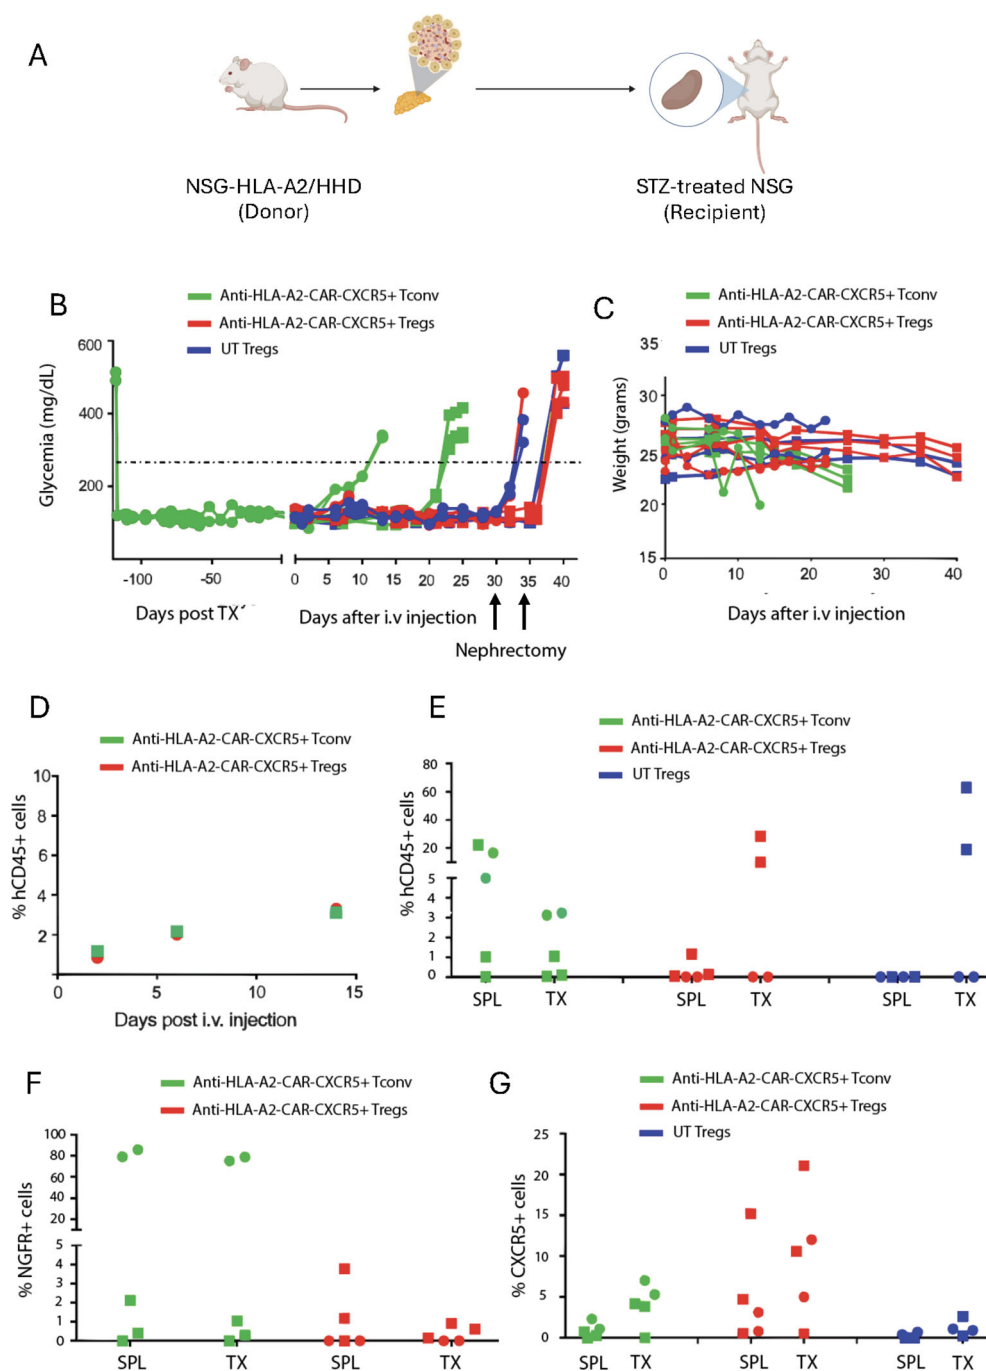 A
NSG-HLA-A2/HHD
(Donor)
STZ-treated NSG
(Recipient)
B
Anti-HLA-A2-CAR-CXCR5+ Tconv
Anti-HLA-A2-CAR-CXCR5+ Tregs
UT Tregs
Glycemia (mg/dL)
600
400
200
-100 -50 0 5 10 15 20 25 30 35 40
Days post TX
Days after i.v injection
Nephrectomy
C
Anti-HLA-A2-CAR-CXCR5+ Tconv
Anti-HLA-A2-CAR-CXCR5+ Tregs
UT Tregs
Weight (grams)
35
30
25
20
15
0 10 20 30 40
Days after i.v injection
D
Anti-HLA-A2-CAR-CXCR5+ Tconv
Anti-HLA-A2-CAR-CXCR5+ Tregs
% hCD45+ cells
10
8
6
4
2
0 5 10 15
Days post i.v. injection
E
Anti-HLA-A2-CAR-CXCR5+ Tconv
Anti-HLA-A2-CAR-CXCR5+ Tregs
UT Tregs
% hCD45+ cells
80
60
40
20
5
4
3
2
1
0
SPL TX SPL TX SPL TX
F
Anti-HLA-A2-CAR-CXCR5+ Tconv
Anti-HLA-A2-CAR-CXCR5+ Tregs
% NGFR+ cells
100
80
60
40
20
5
4
3
2
1
0
SPL TX SPL TX
G
Anti-HLA-A2-CAR-CXCR5+ Tconv
Anti-HLA-A2-CAR-CXCR5+ Tregs
UT Tregs
% CXCR5+ cells
25
20
15
10
5
0
SPL TX SPL TX SPL TX